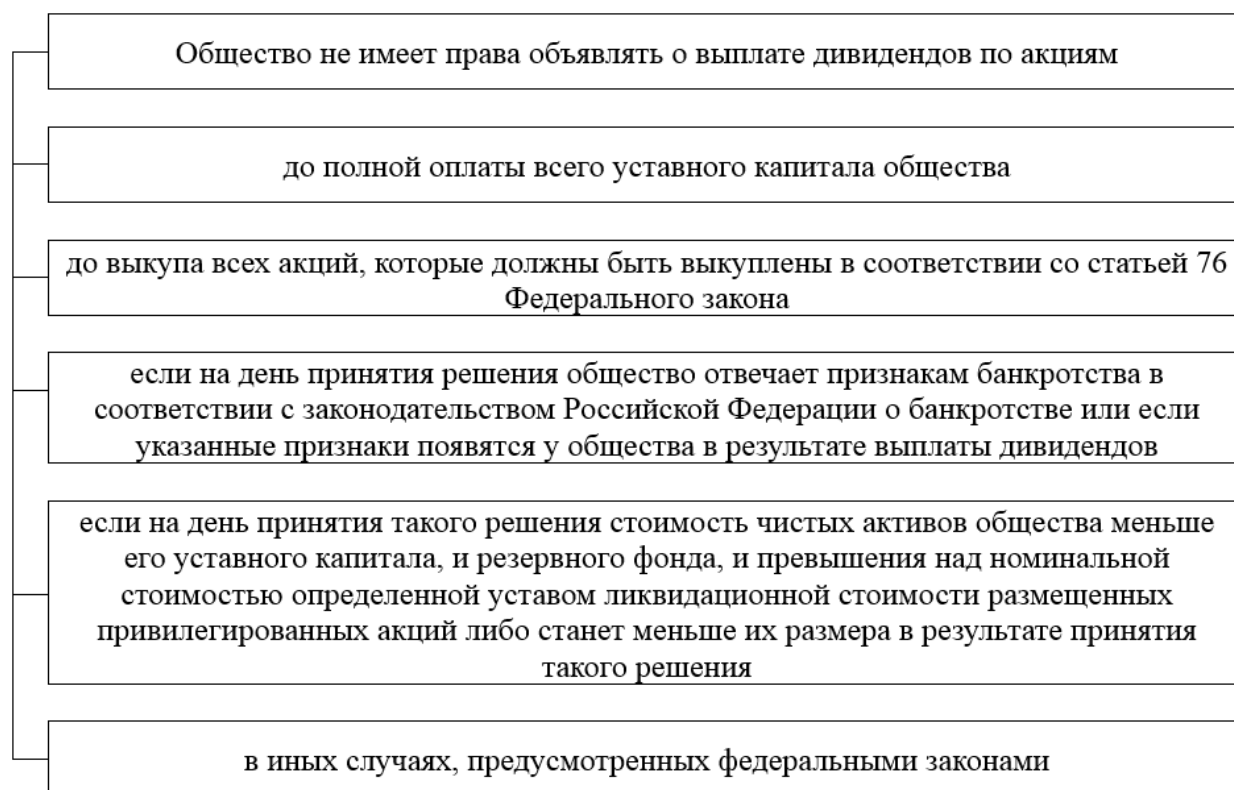 Общество не имеет права объявлять о выплате дивидендов по акциям
до полной оплаты всего уставного капитала общества
до выкупа всех акций, которые должны быть выкуплены в соответствии со статьей 76
Федерального закона
если на день принятия решения общество отвечает признакам банкротства в
соответствии с законодательством Российской Федерации о банкротстве или если
указанные признаки появятся у общества в результате выплаты дивидендов
если на день принятия такого решения стоимость чистых активов общества меньше
его уставного капитала, и резервного фонда, и превышения над номинальной
стоимостью определенной уставом ликвидационной стоимости размещенных
привилегированных акций либо станет меньше их размера в результате принятия
такого решения
в иных случаях, предусмотренных федеральными законами